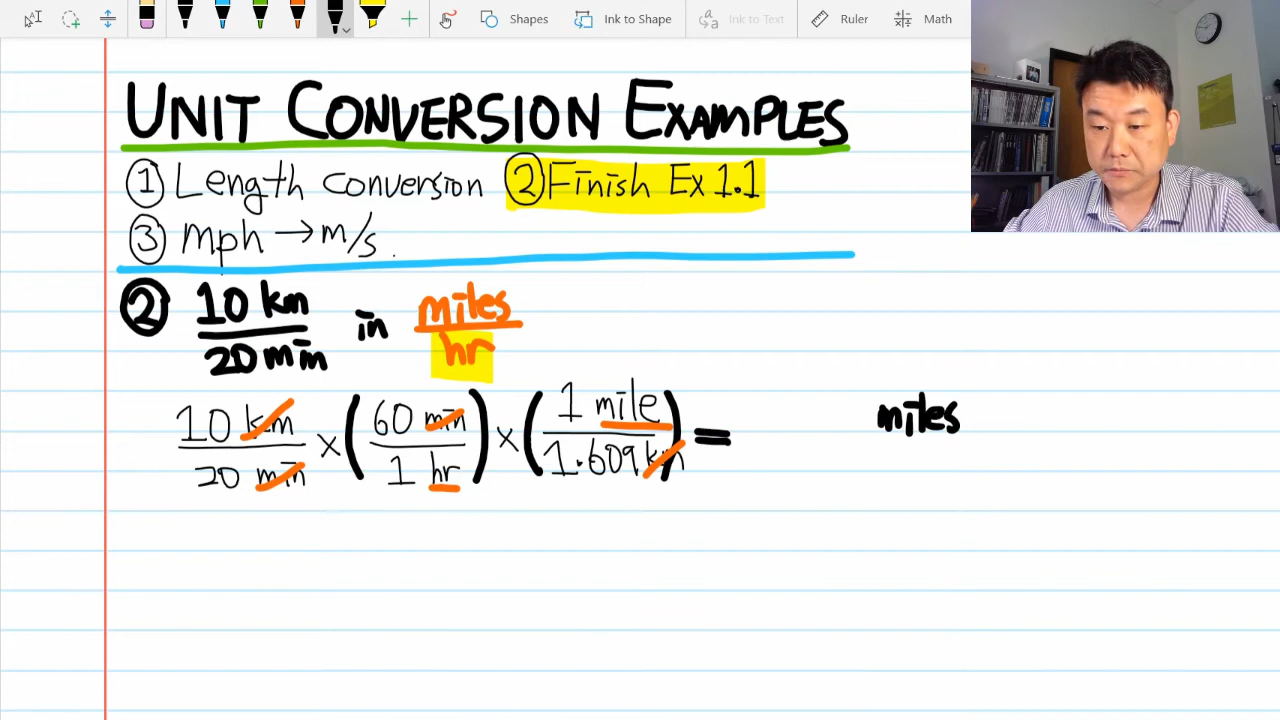 Shapes Ink to Shape Ink to Text Ruler Math
UNIT CONVERSION EXAMPLES
① Length conversion ② Finish Ex 1.1
③ mph → m/s.
② 10 km / 20 min in miles / hr
10 km / 20 min × (60 min / 1 hr) × (1 mile / 1.609 km) = miles